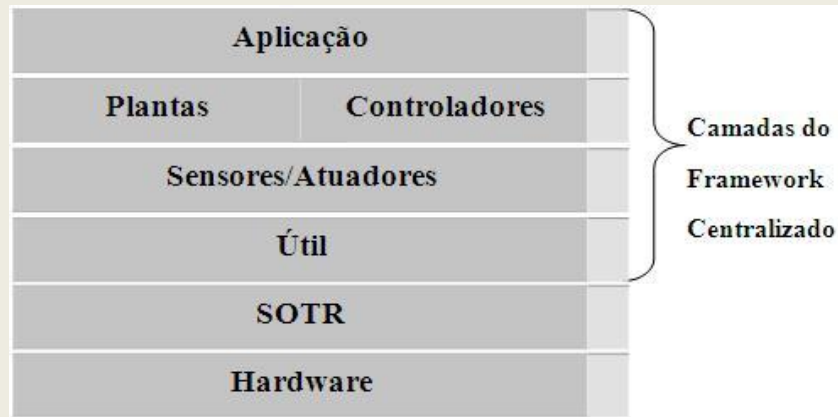 Aplicação
Plantas
Controladores
Sensores/Atuadores
Útil
SOTR
Hardware
Camadas do
Framework
Centralizado